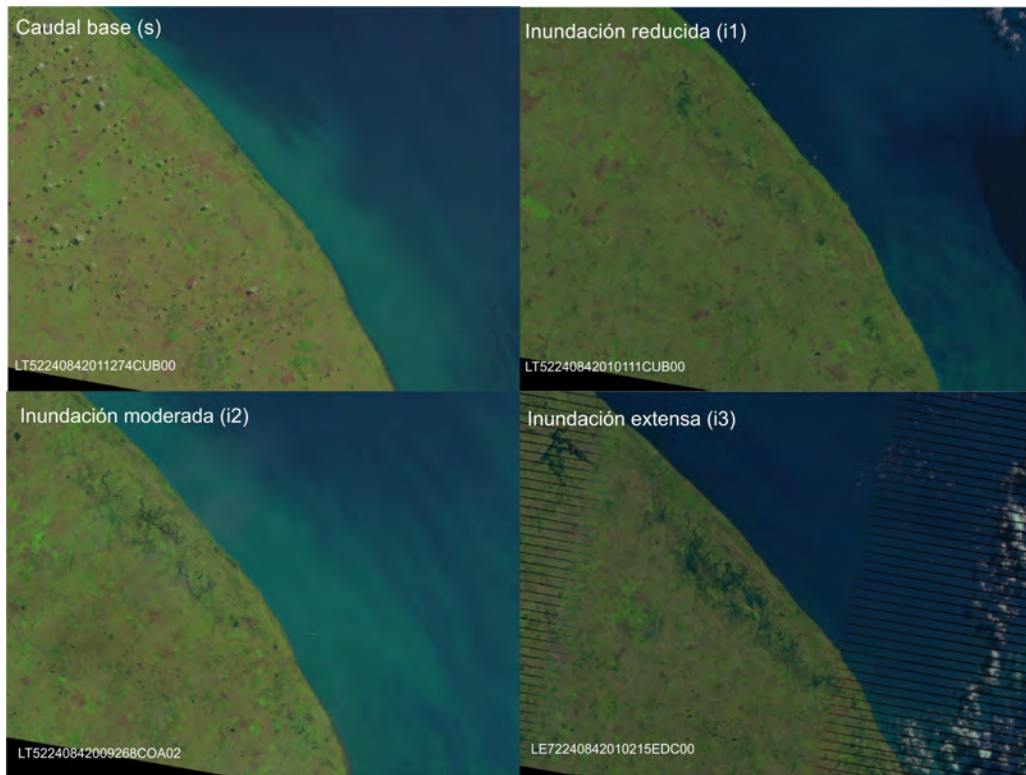 Caudal base (s)
Inundación reducida (i1)
LT52240842011274CUB00
LT52240842010111CUB00
Inundación moderada (i2)
Inundación extensa (i3)
LT52240842009268COA02
LE72240842010215EDC00